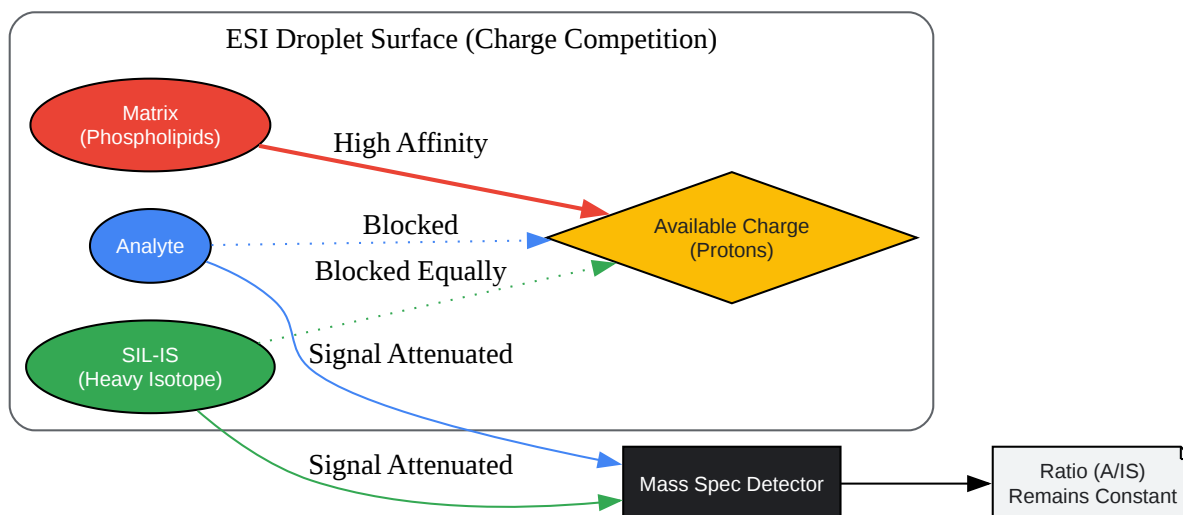 ESI Droplet Surface (Charge Competition)
Matrix
(Phospholipids)
High Affinity
Analyte
Blocked
Available Charge
(Protons)
Blocked Equally
SIL-IS
(Heavy Isotope)
Signal Attenuated
Signal Attenuated
Mass Spec Detector
Ratio (A/IS)
Remains Constant